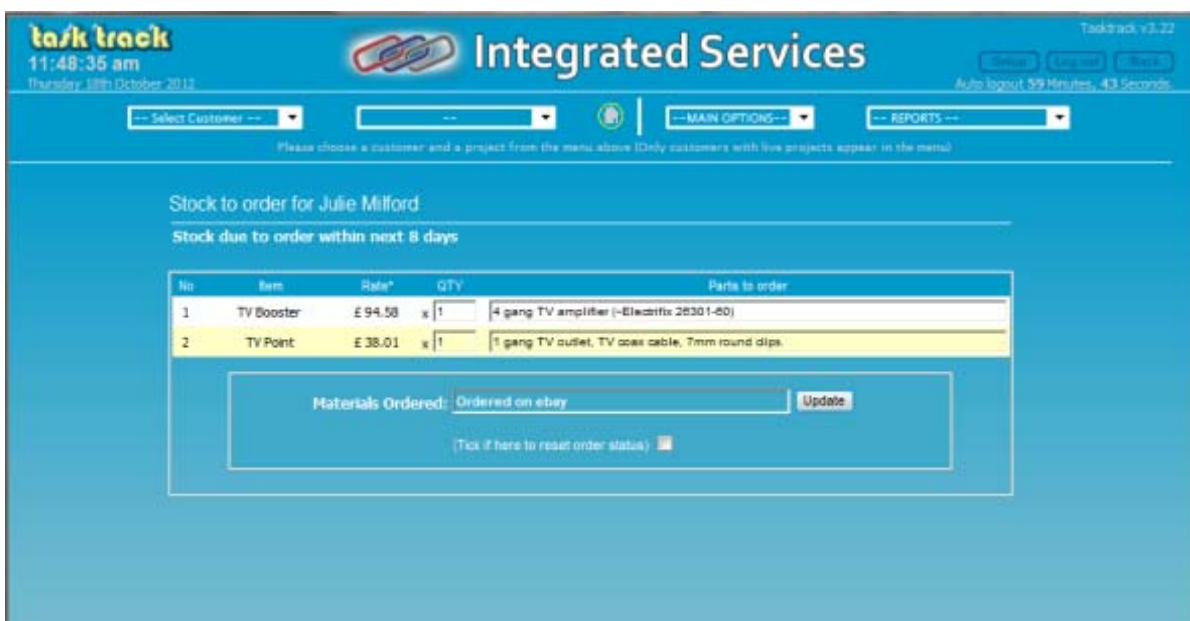 task track
Integrated Services
Tasktrack v3.22
11:48:35 am
Setup Log out Back
Thursday 18th October 2012
Auto logout 59 Minutes, 43 Seconds.
-- Select Customer -- -- --MAIN OPTIONS-- -- REPORTS --
Please choose a customer and a project from the menu above (Only customers with live projects appear in the menu)
Stock to order for Julie Milford
Stock due to order within next 8 days
No Item Rate* QTY Parts to order
1 TV Booster £ 94.58 x 1 4 gang TV amplifier (~Electrifix 26301-60)
2 TV Point £ 38.01 x 1 1 gang TV outlet, TV coax cable, 7mm round clips.
Materials Ordered: Ordered on ebay Update
(Tick if here to reset order status)